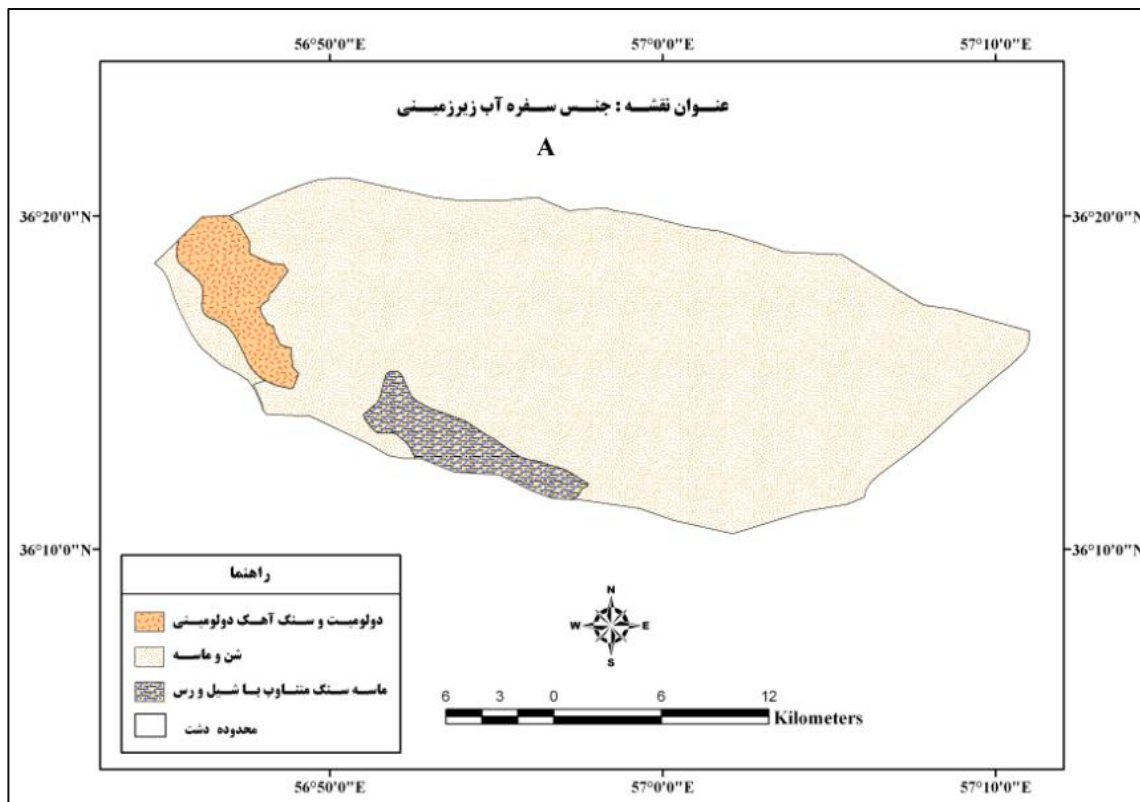 56°50'0"E 57°0'0"E 57°10'0"E
عنوان نقشه : جنس سفره آب زیرزمینی
A
36°20'0"N 36°20'0"N
36°10'0"N 36°10'0"N
راهنما
دولومیت و سنگ آهک دولومیتی
شن و ماسه
ماسه سنگ متناوب با شیل و رس
محدوده دشت
N
W E
S
6 3 0 6 12
Kilometers
56°50'0"E 57°0'0"E 57°10'0"E